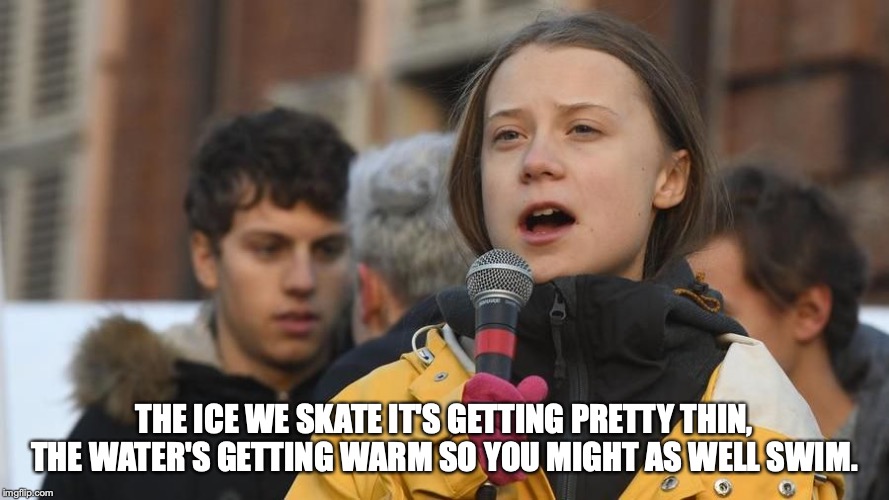 THE ICE WE SKATE IT'S GETTING PRETTY THIN,
THE WATER'S GETTING WARM SO YOU MIGHT AS WELL SWIM.
imgflip.com